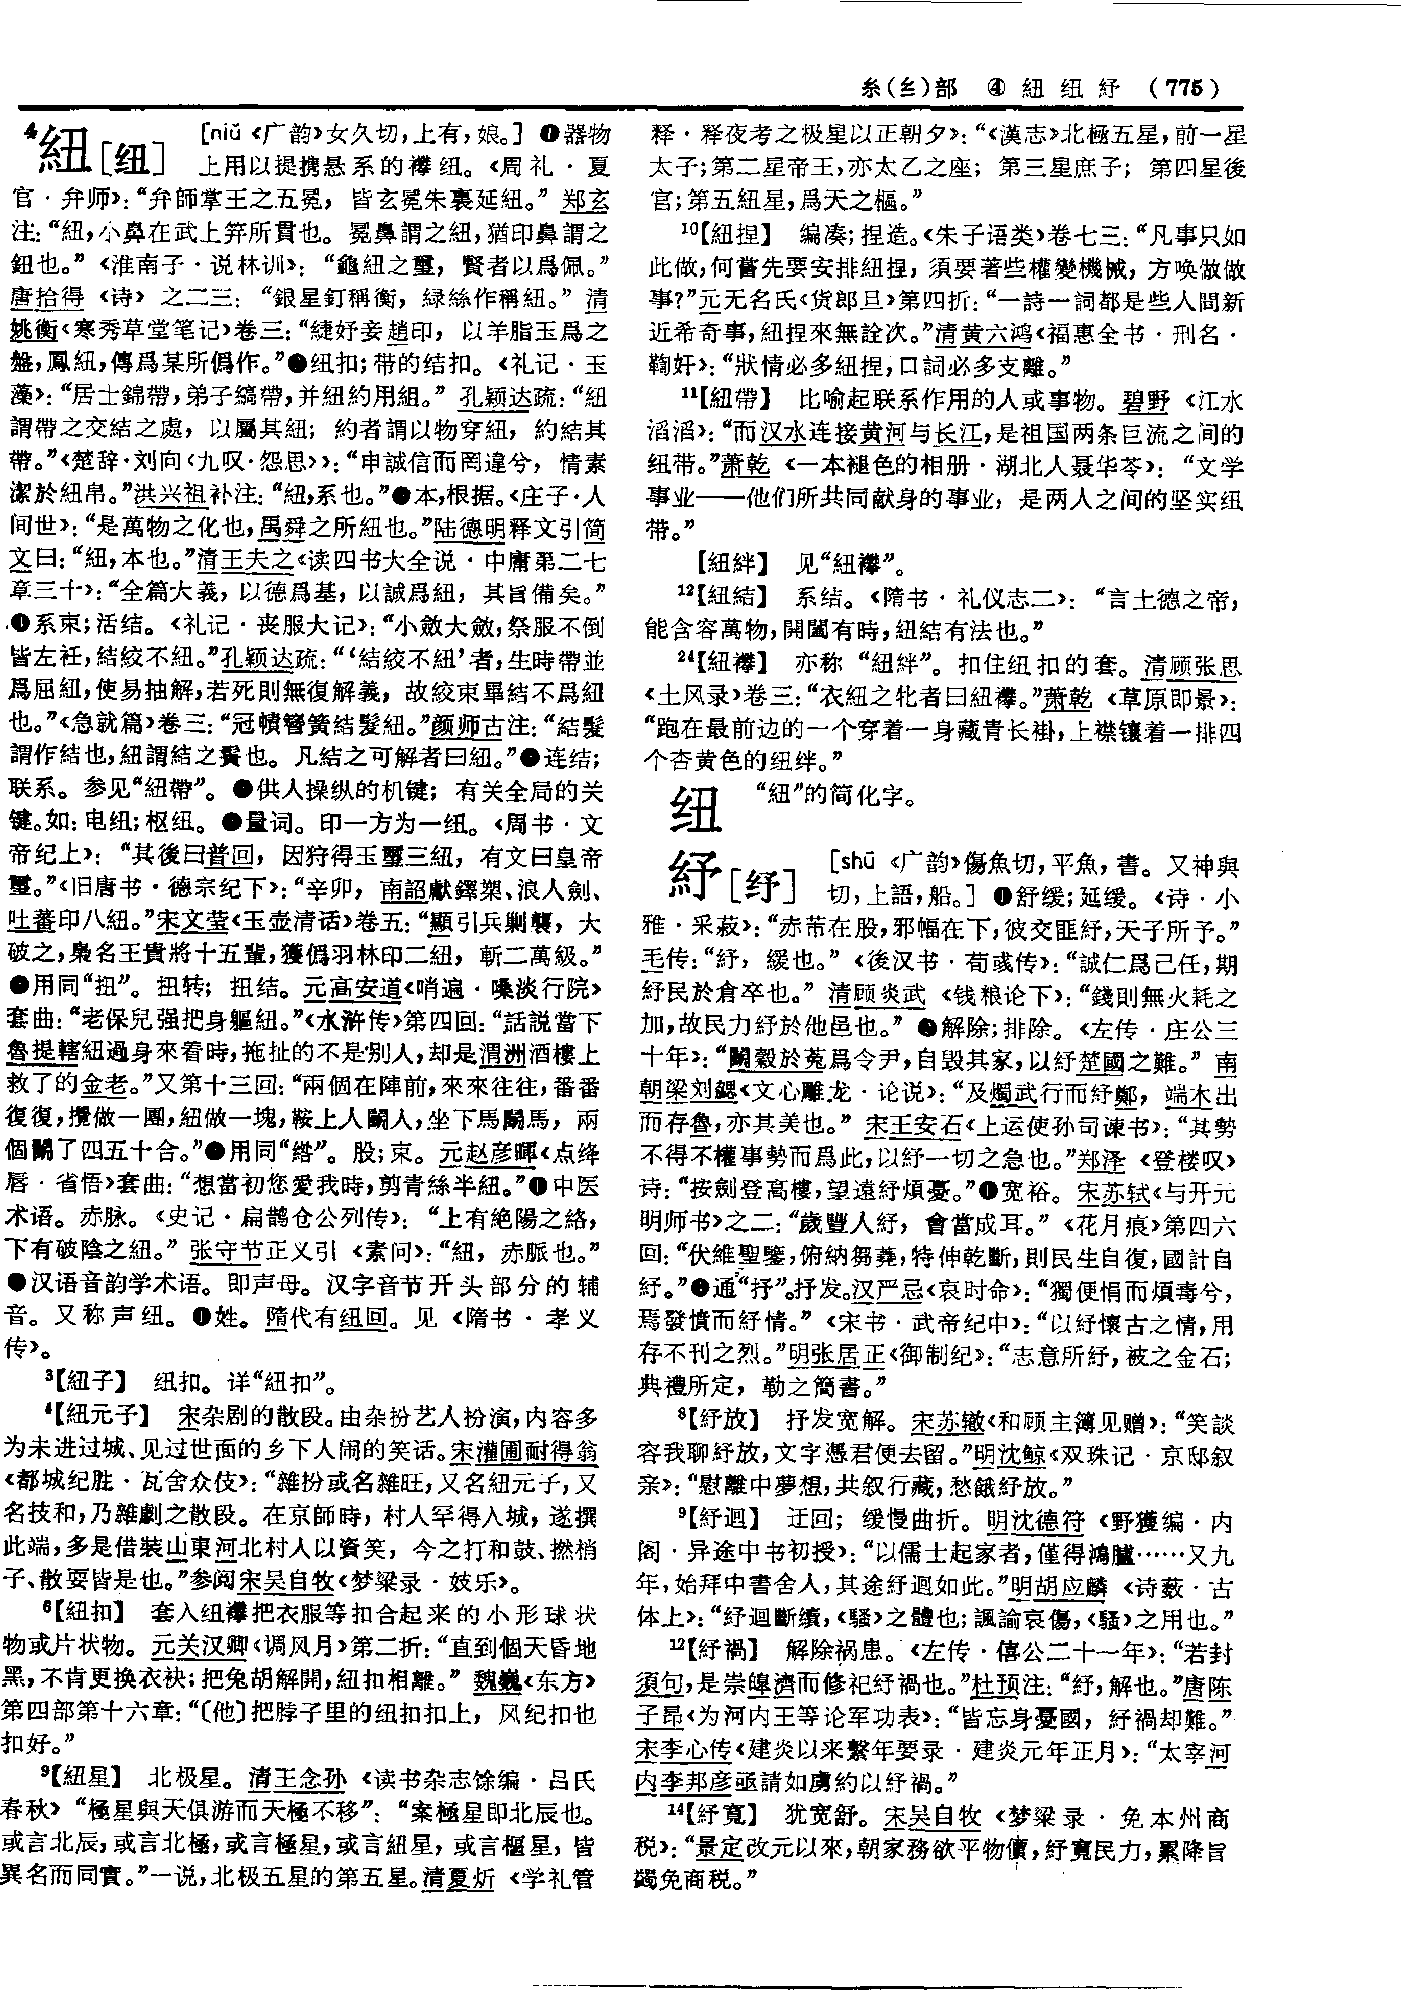 糸(纟)部 ④ 紐 纽 紓 (775)
4紐[纽] [niǔ《广韵》女久切,上有,娘。] ❶器物
上用以提携悬系的襻纽。《周礼·夏
官·弁师》:“弁師掌王之五冕,皆玄冕朱裏延紐。”郑玄
注:“紐,小鼻在武上笄所貫也。冕鼻謂之紐,猶印鼻謂之
鈕也。”《淮南子·说林训》:“龜紐之璽,賢者以爲佩。”
唐拾得《诗》之二三:“銀星釘稱衡,緑絲作稱紐。”清
姚衡《寒秀草堂笔记》卷三:“緁妤妾趙印,以羊脂玉爲之
盤,鳳紐,傳爲某所僞作。”❷纽扣;带的结扣。《礼记·玉
藻》:“居士錦帶,弟子縞帶,并紐約用組。”孔颖达疏:“紐
謂帶之交結之處,以屬其紐;約者謂以物穿紐,約結其
帶。”《楚辞·刘向〈九叹·怨思〉》:“申誠信而罔違兮,情素
潔於紐帛。”洪兴祖补注:“紐,系也。”❸本,根据。《庄子·人
间世》:“是萬物之化也,禹舜之所紐也。”陆德明释文引简
文曰:“紐,本也。”清王夫之《读四书大全说·中庸第二七
章三十》:“全篇大義,以德爲基,以誠爲紐,其旨備矣。”
❹系束;活结。《礼记·丧服大记》:“小斂大斂,祭服不倒
皆左衽,結絞不紐。”孔颖达疏:“‘結絞不紐’者,生時帶並
爲屈紐,使易抽解,若死則無復解義,故絞束畢結不爲紐
也。”《急就篇》卷三:“冠幘簪簧結髮紐。”颜师古注:“結髮
謂作結也,紐謂結之鬟也。凡結之可解者曰紐。”❺连结;
联系。参见“紐帶”。❻供人操纵的机键;有关全局的关
键。如:电纽;枢纽。❼量词。印一方为一纽。《周书·文
帝纪上》:“其後曰普回,因狩得玉璽三紐,有文曰皇帝
璽。”《旧唐书·德宗纪下》:“辛卯,南詔獻鐸槊、浪人劍、
吐蕃印八紐。”宋文莹《玉壶清话》卷五:“顯引兵剿襲,大
破之,梟名王貴將十五輩,獲僞羽林印二紐,斬二萬級。”
❽用同“扭”。扭转;扭结。元高安道《哨遍·嗓淡行院》
套曲:“老保兒强把身軀紐。”《水浒传》第四回:“話説當下
魯提轄紐過身來看時,拖扯的不是别人,却是渭洲酒樓上
救了的金老。”又第十三回:“兩個在陣前,來來往往,番番
復復,攪做一團,紐做一塊,鞍上人鬭人,坐下馬鬭馬,兩
個鬭了四五十合。”❾用同“綹”。股;束。元赵彦晖《点绛
唇·省悟》套曲:“想當初您愛我時,剪青絲半紐。”❿中医
术语。赤脉。《史记·扁鹊仓公列传》:“上有絶陽之絡,
下有破陰之紐。”张守节正义引《素问》:“紐,赤脈也。”
⓫汉语音韵学术语。即声母。汉字音节开头部分的辅
音。又称声纽。⓬姓。隋代有纽回。见《隋书·孝义
传》。
3【紐子】 纽扣。详“紐扣”。
4【紐元子】 宋杂剧的散段。由杂扮艺人扮演,内容多
为未进过城、见过世面的乡下人闹的笑话。宋灌圃耐得翁
《都城纪胜·瓦舍众伎》:“雜扮或名雜旺,又名紐元子,又
名技和,乃雜劇之散段。在京師時,村人罕得入城,遂撰
此端,多是借裝山東河北村人以資笑,今之打和鼓、撚梢
子、散耍皆是也。”参阅宋吴自牧《梦粱录·妓乐》。
6【紐扣】 套入纽襻把衣服等扣合起来的小形球状
物或片状物。元关汉卿《调风月》第二折:“直到個天昏地
黑,不肯更换衣袂;把兔胡解開,紐扣相離。”魏巍《东方》
第四部第十六章:“〔他〕把脖子里的纽扣扣上,风纪扣也
扣好。”
9【紐星】 北极星。清王念孙《读书杂志馀编·吕氏
春秋》“極星與天俱游而天極不移”:“案極星即北辰也。
或言北辰,或言北極,或言極星,或言紐星,或言樞星,皆
異名而同實。”一说,北极五星的第五星。清夏炘《学礼管
释·释夜考之极星以正朝夕》:“《漢志》北極五星,前一星
太子;第二星帝王,亦太乙之座;第三星庶子;第四星後
宫;第五紐星,爲天之樞。”
10【紐捏】 编凑;捏造。《朱子语类》卷七三:“凡事只如
此做,何嘗先要安排紐捏,須要著些權變機械,方唤做做
事?”元无名氏《货郎旦》第四折:“一詩一詞都是些人間新
近希奇事,紐捏來無詮次。”清黄六鸿《福惠全书·刑名·
鞫奸》:“狀情必多紐捏,口詞必多支離。”
11【紐帶】 比喻起联系作用的人或事物。碧野《江水
滔滔》:“而汉水连接黄河与长江,是祖国两条巨流之间的
纽带。”萧乾《一本褪色的相册·湖北人聂华苓》:“文学
事业——他们所共同献身的事业,是两人之间的坚实纽
带。”
【紐絆】 见“紐襻”。
12【紐結】 系结。《隋书·礼仪志二》:“言土德之帝,
能含容萬物,開闔有時,紐結有法也。”
24【紐襻】 亦称“紐絆”。扣住纽扣的套。清顾张思
《土风录》卷三:“衣紐之牝者曰紐襻。”萧乾《草原即景》:
“跑在最前边的一个穿着一身藏青长褂,上襟镶着一排四
个杏黄色的纽绊。”
纽 “紐”的简化字。
紓[纾] [shū《广韵》傷魚切,平魚,書。又神與
切,上語,船。] ❶舒缓;延缓。《诗·小
雅·采菽》:“赤芾在股,邪幅在下,彼交匪紓,天子所予。”
毛传:“紓,緩也。”《後汉书·荀彧传》:“誠仁爲己任,期
紓民於倉卒也。”清顾炎武《钱粮论下》:“錢則無火耗之
加,故民力紓於他邑也。”❷解除;排除。《左传·庄公三
十年》:“鬭穀於菟爲令尹,自毁其家,以紓楚國之難。”南
朝梁刘勰《文心雕龙·论说》:“及燭武行而紓鄭,端木出
而存魯,亦其美也。”宋王安石《上运使孙司谏书》:“其勢
不得不權事勢而爲此,以紓一切之急也。”郑泽《登楼叹》
诗:“按劍登高樓,望遠紓煩憂。”❸宽裕。宋苏轼《与开元
明师书》之二:“歲豐人紓,會當成耳。”《花月痕》第四六
回:“伏維聖鑒,俯納芻蕘,特伸乾斷,則民生自復,國計自
紓。”❹通“抒”。抒发。汉严忌《哀时命》:“獨便悁而煩毒兮,
焉發憤而紓情。”《宋书·武帝纪中》:“以紓懷古之情,用
存不刊之烈。”明张居正《御制纪》:“志意所紓,被之金石;
典禮所定,勒之簡書。”
8【紓放】 抒发宽解。宋苏辙《和顾主簿见赠》:“笑談
容我聊紓放,文字憑君便去留。”明沈鲸《双珠记·京邸叙
亲》:“慰離中夢想,共叙行藏,愁餓紓放。”
9【紓迴】 迂回;缓慢曲折。明沈德符《野獲编·内
阁·异途中书初授》:“以儒士起家者,僅得鴻臚……又九
年,始拜中書舍人,其途紓迴如此。”明胡应麟《诗薮·古
体上》:“紓迴斷續,《騷》之體也;諷諭哀傷,《騷》之用也。”
12【紓禍】 解除祸患。《左传·僖公二十一年》:“若封
須句,是崇皞濟而修祀紓禍也。”杜预注:“紓,解也。”唐陈
子昂《为河内王等论军功表》:“皆忘身憂國,紓禍却難。”
宋李心传《建炎以来繫年要录·建炎元年正月》:“太宰河
内李邦彦亟請如虜約以紓禍。”
14【紓寬】 犹宽舒。宋吴自牧《梦粱录·免本州商
税》:“景定改元以來,朝家務欲平物價,紓寬民力,累降旨
蠲免商税。”